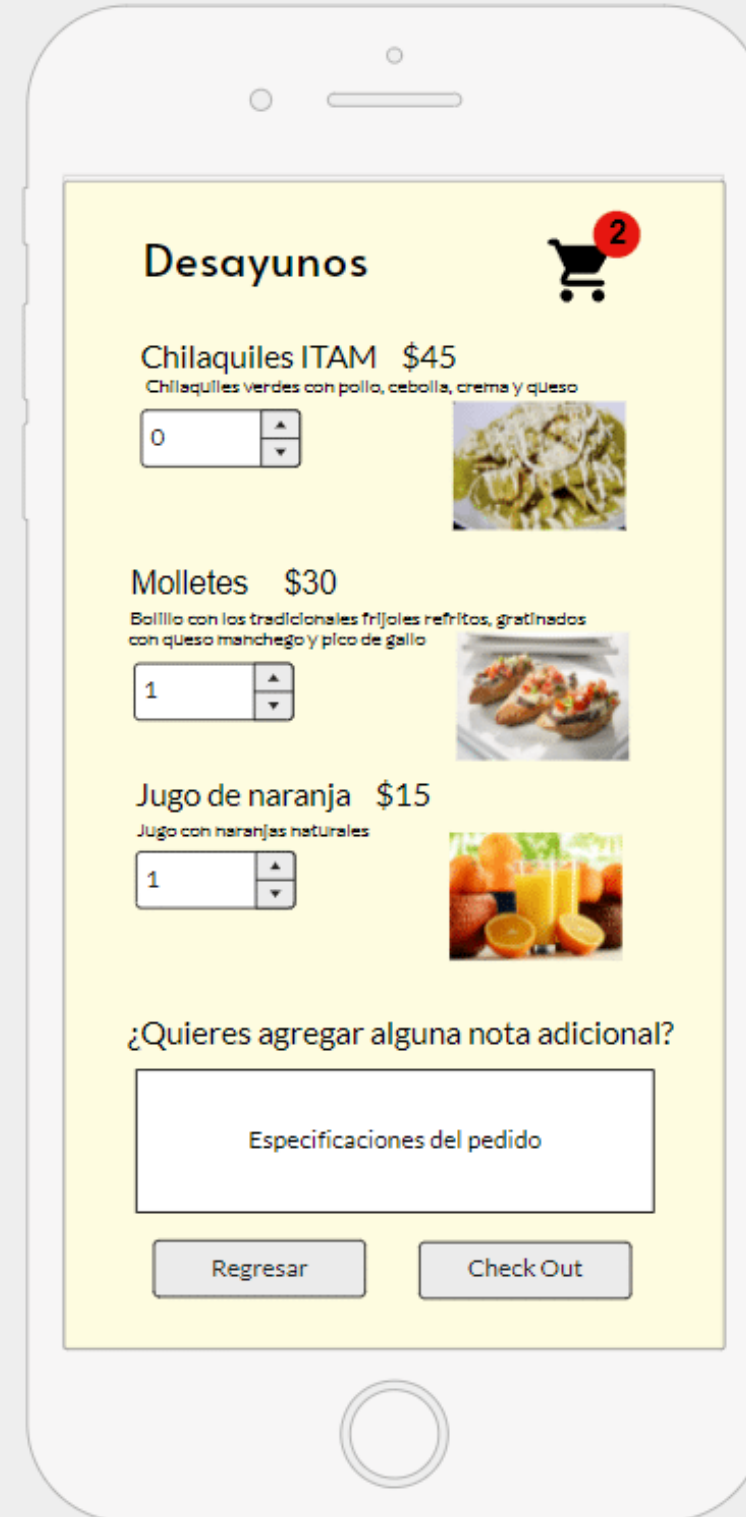 Desayunos
2
Chilaquiles ITAM $45
Chilaquiles verdes con pollo, cebolla, crema y queso
0
Molletes $30
Bolillo con los tradicionales frijoles refritos, gratinados
con queso manchego y pico de gallo
1
Jugo de naranja $15
Jugo con naranjas naturales
1
¿Quieres agregar alguna nota adicional?
Especificaciones del pedido
Regresar Check Out